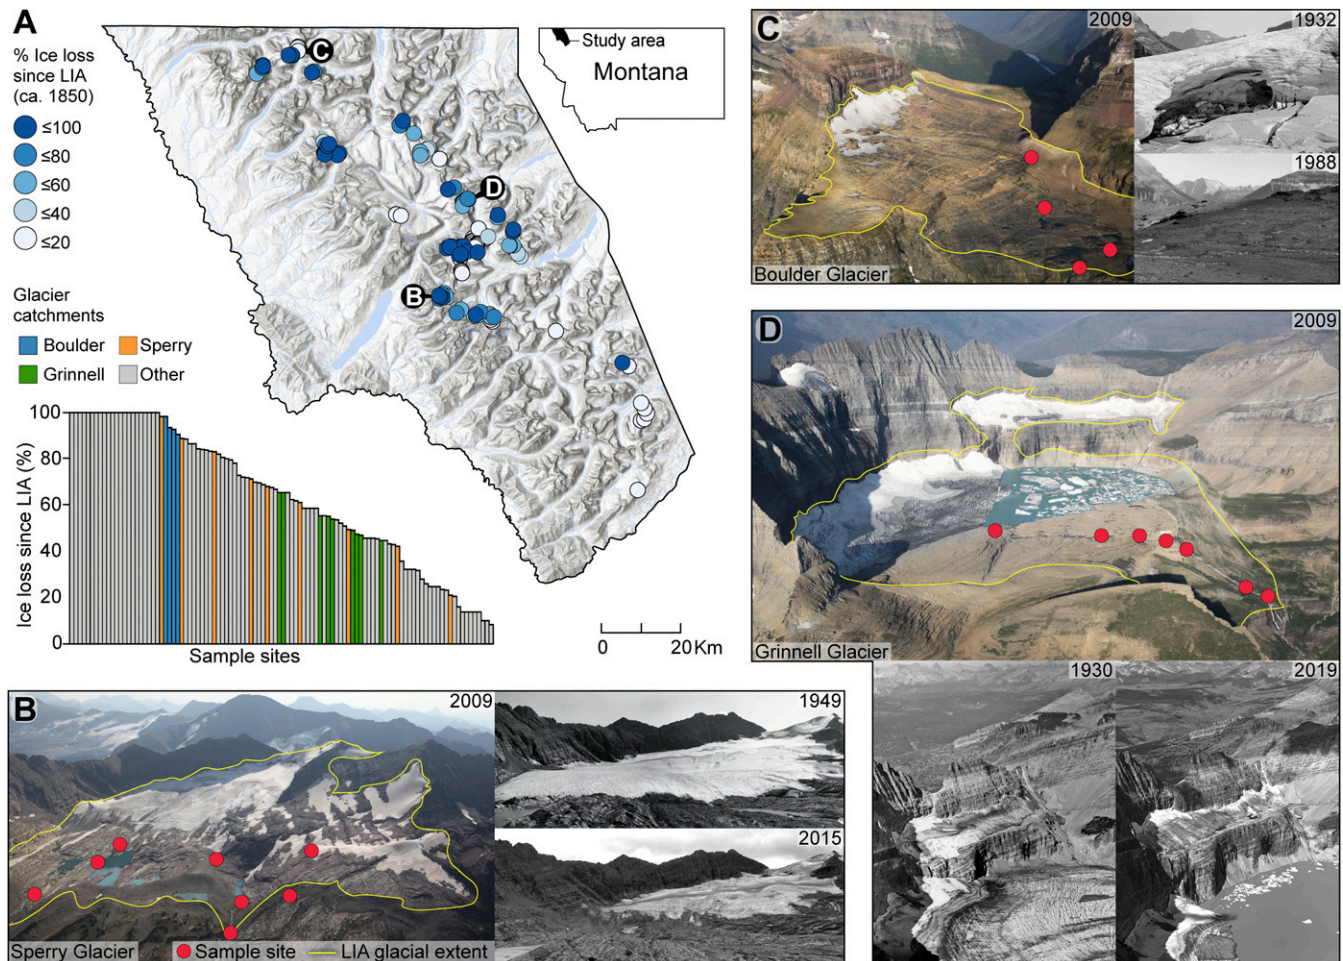 A
% Ice loss
since LIA
(ca. 1850)
≤100
≤80
≤60
≤40
≤20
Glacier
catchments
Boulder
Sperry
Grinnell
Other
C
D
B
Study area
Montana
100
80
60
40
20
0
Ice loss since LIA (%)
Sample sites
0
20 Km
B
2009
Sperry Glacier
Sample site
LIA glacial extent
1949
2015
C
2009
Boulder Glacier
1932
1988
D
2009
Grinnell Glacier
1930
2019